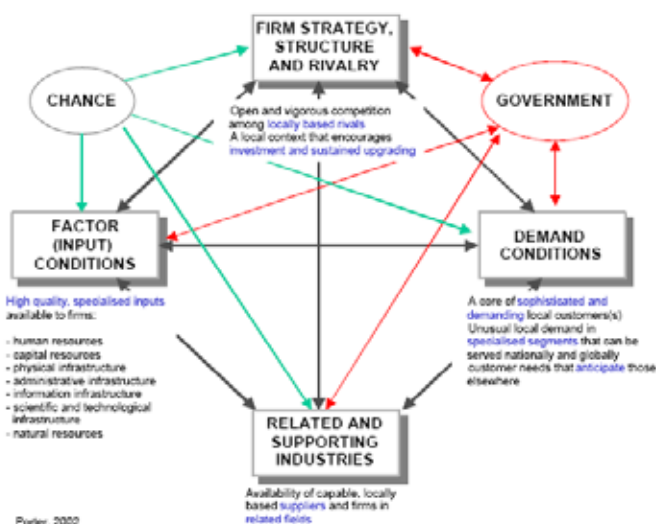 FIRM STRATEGY,
STRUCTURE
AND RIVALRY
CHANCE
GOVERNMENT
Open and vigorous competition
among locally based rivals
A local context that encourages
investment and sustained upgrading
FACTOR
(INPUT)
CONDITIONS
DEMAND
CONDITIONS
High quality, specialised inputs
available to firms:
- human resources
- capital resources
- physical infrastructure
- administrative infrastructure
- information infrastructure
- scientific and technological
infrastructure
- natural resources
A core of sophisticated and
demanding local customers(s)
Unusual local demand in
specialised segments that can be
served nationally and globally
customer needs that anticipate those
elsewhere
RELATED AND
SUPPORTING
INDUSTRIES
Availability of capable, locally
based suppliers and firms in
related fields
Porter, 2002